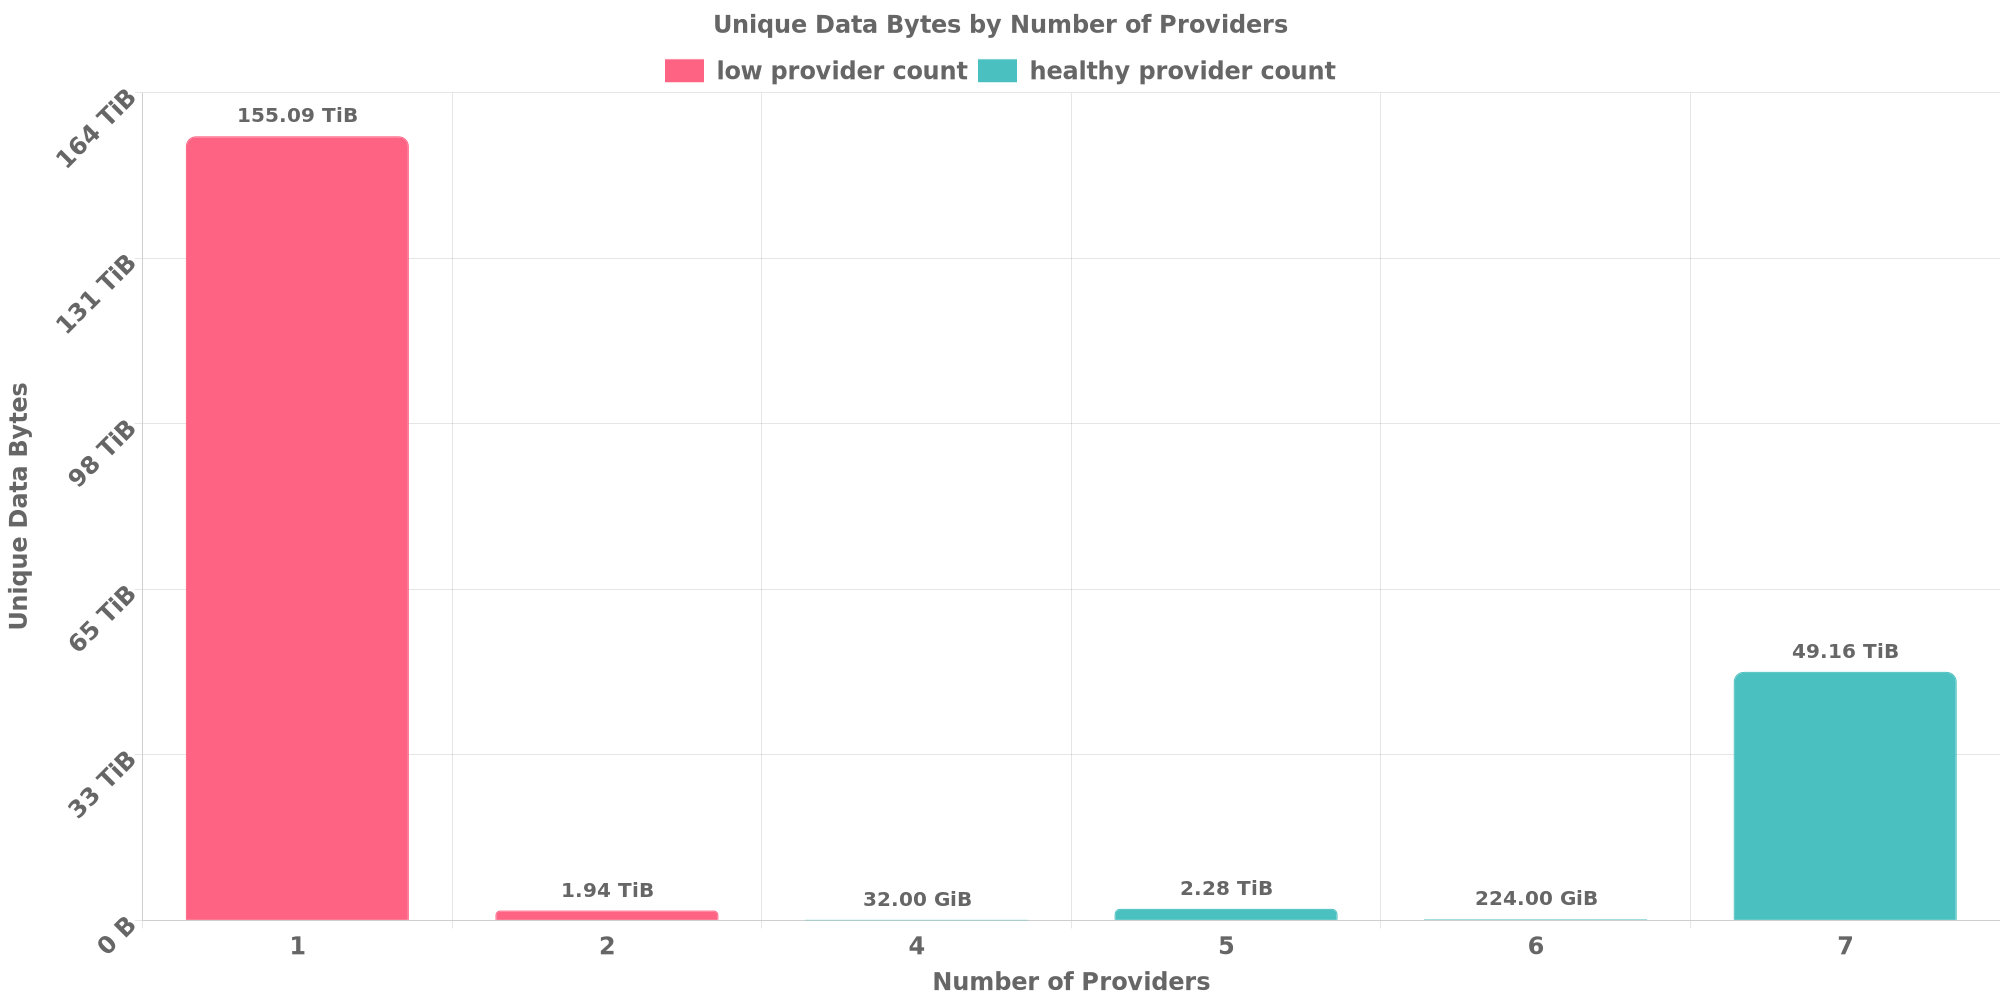 Unique Data Bytes by Number of Providers
low provider count
healthy provider count
164 TiB
131 TiB
98 TiB
65 TiB
33 TiB
0 B
Unique Data Bytes
155.09 TiB
1.94 TiB
32.00 GiB
2.28 TiB
224.00 GiB
49.16 TiB
1
2
4
5
6
7
Number of Providers